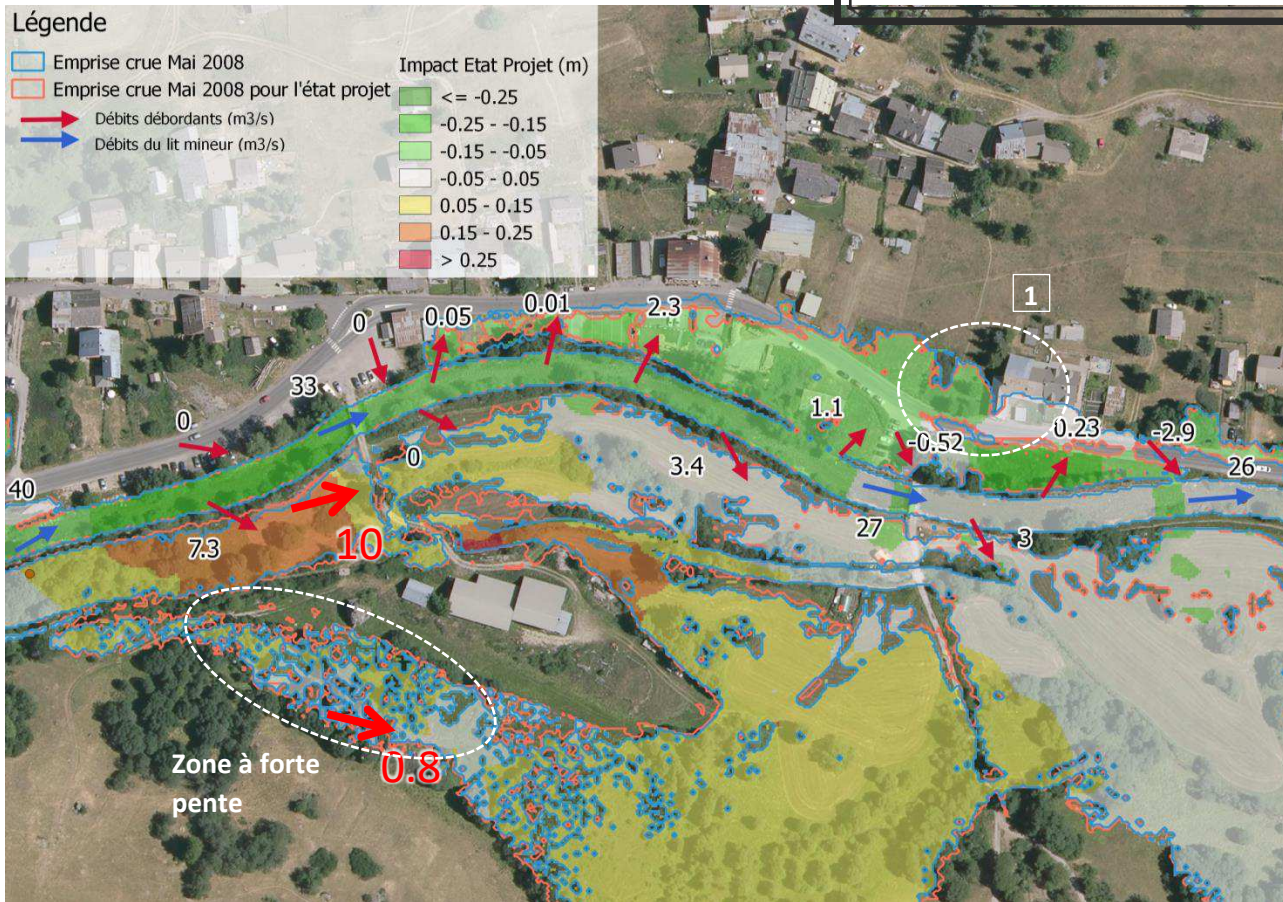 Légende
Emprise crue Mai 2008
Emprise crue Mai 2008 pour l'état projet
Débits débordants (m3/s)
Débits du lit mineur (m3/s)
Impact Etat Projet (m)
<= -0.25
-0.25 - -0.15
-0.15 - -0.05
-0.05 - 0.05
0.05 - 0.15
0.15 - 0.25
> 0.25
1
0
0.05
0.01
2.3
33
0
1.1
-0.52
0.23
-2.9
26
40
0
3.4
27
3
7.3
10
Zone à forte
pente
0.8